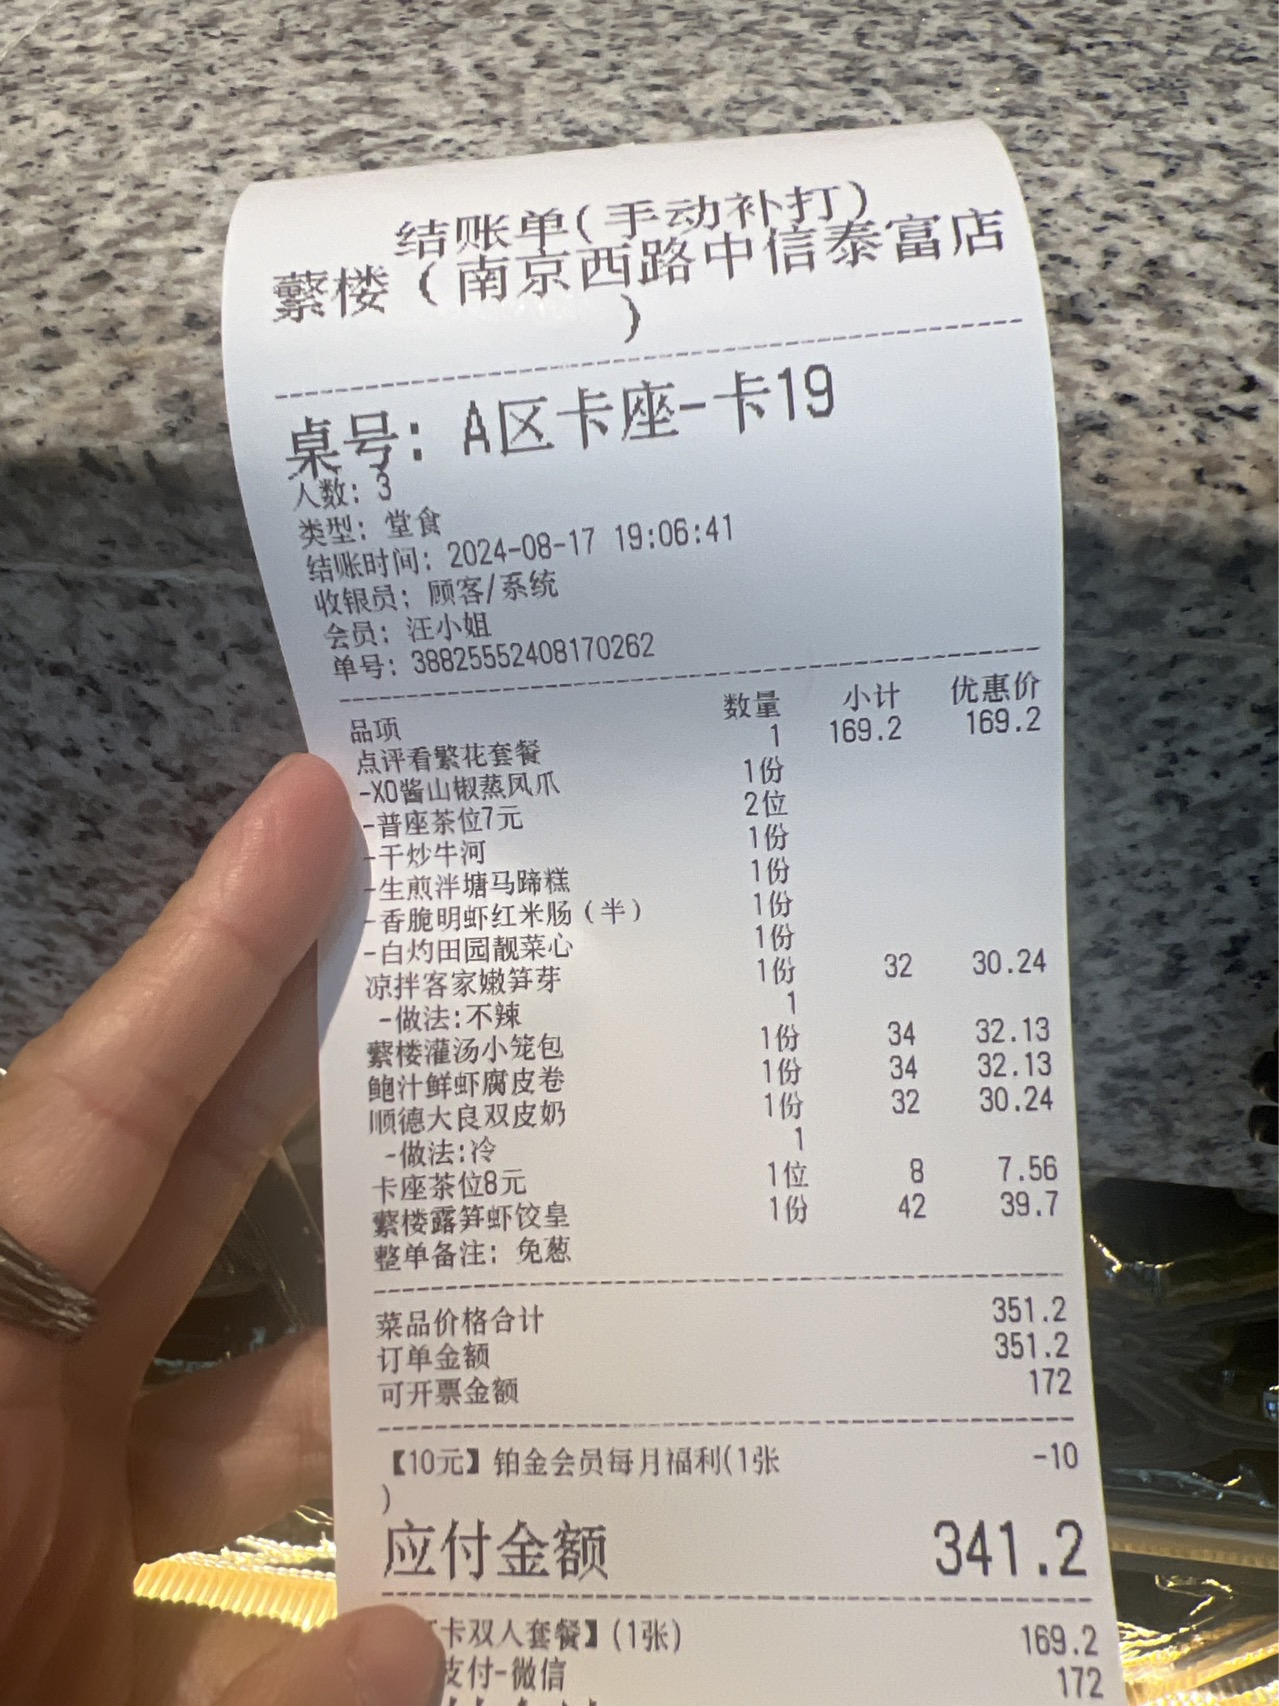 结账单(手动补打)
蘩楼（南京西路中信泰富店
）
桌号：A区卡座-卡19
人数：3
类型：堂食
结账时间：2024-08-17 19:06:41
收银员：顾客/系统
会员：汪小姐
单号：38825552408170262
品项 数量 小计 优惠价
点评看繁花套餐 1 169.2 169.2
-XO酱山椒蒸凤爪 1份
-普座茶位7元 2位
-干炒牛河 1份
-生煎泮塘马蹄糕 1份
-香脆明虾红米肠（半） 1份
-白灼田园靓菜心 1份
凉拌客家嫩笋芽 1份 32 30.24
-做法:不辣 1
蘩楼灌汤小笼包 1份 34 32.13
鲍汁鲜虾腐皮卷 1份 34 32.13
顺德大良双皮奶 1份 32 30.24
-做法:冷 1
卡座茶位8元 1位 8 7.56
蘩楼露笋虾饺皇 1份 42 39.7
整单备注：免葱
菜品价格合计 351.2
订单金额 351.2
可开票金额 172
【10元】铂金会员每月福利(1张 -10
)
应付金额 341.2
卡双人套餐】(1张) 169.2
支付-微信 172